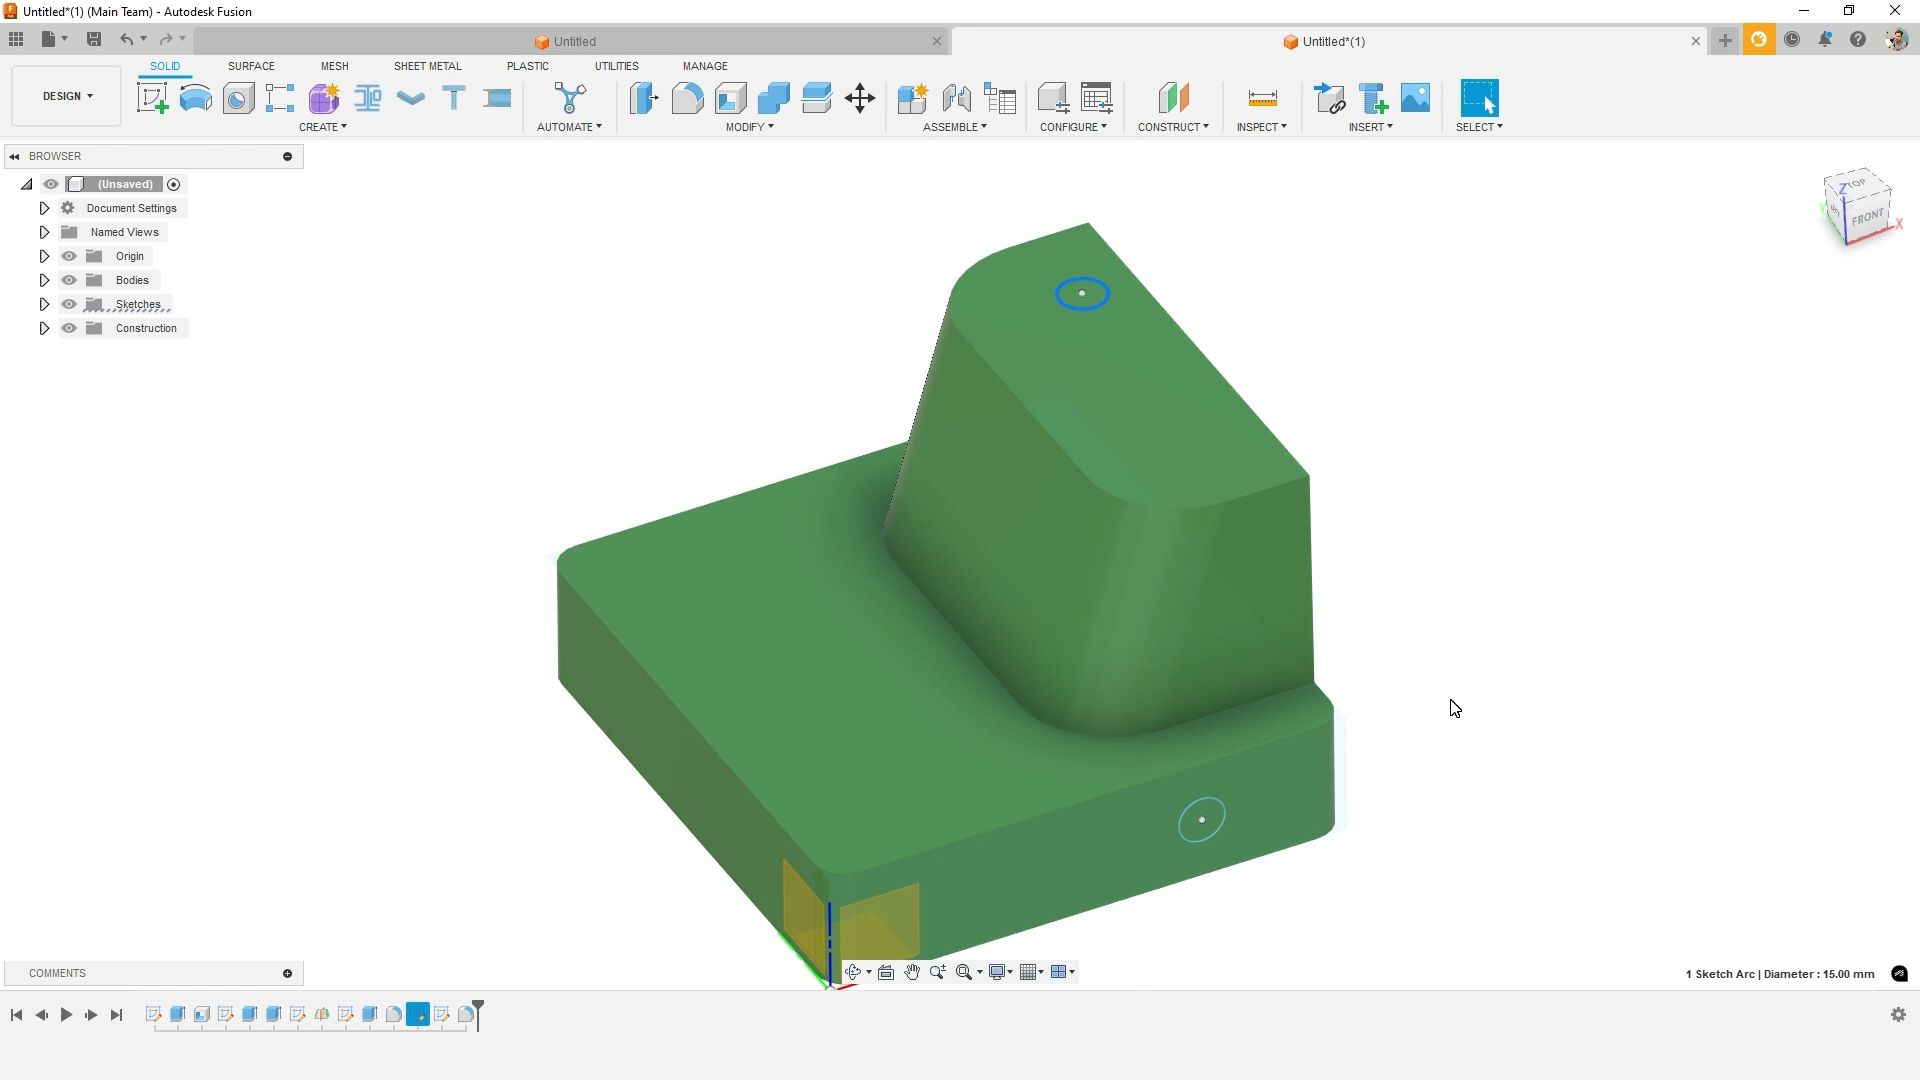 Untitled*(1) (Main Team) - Autodesk Fusion
Untitled
Untitled*(1)
SOLID SURFACE MESH SHEET METAL PLASTIC UTILITIES MANAGE
DESIGN
CREATE AUTOMATE MODIFY ASSEMBLE CONFIGURE CONSTRUCT INSPECT INSERT SELECT
BROWSER
(Unsaved)
Document Settings
Named Views
Origin
Bodies
Sketches
Construction
TOP
Z
FRONT
X
COMMENTS
1 Sketch Arc | Diameter : 15.00 mm